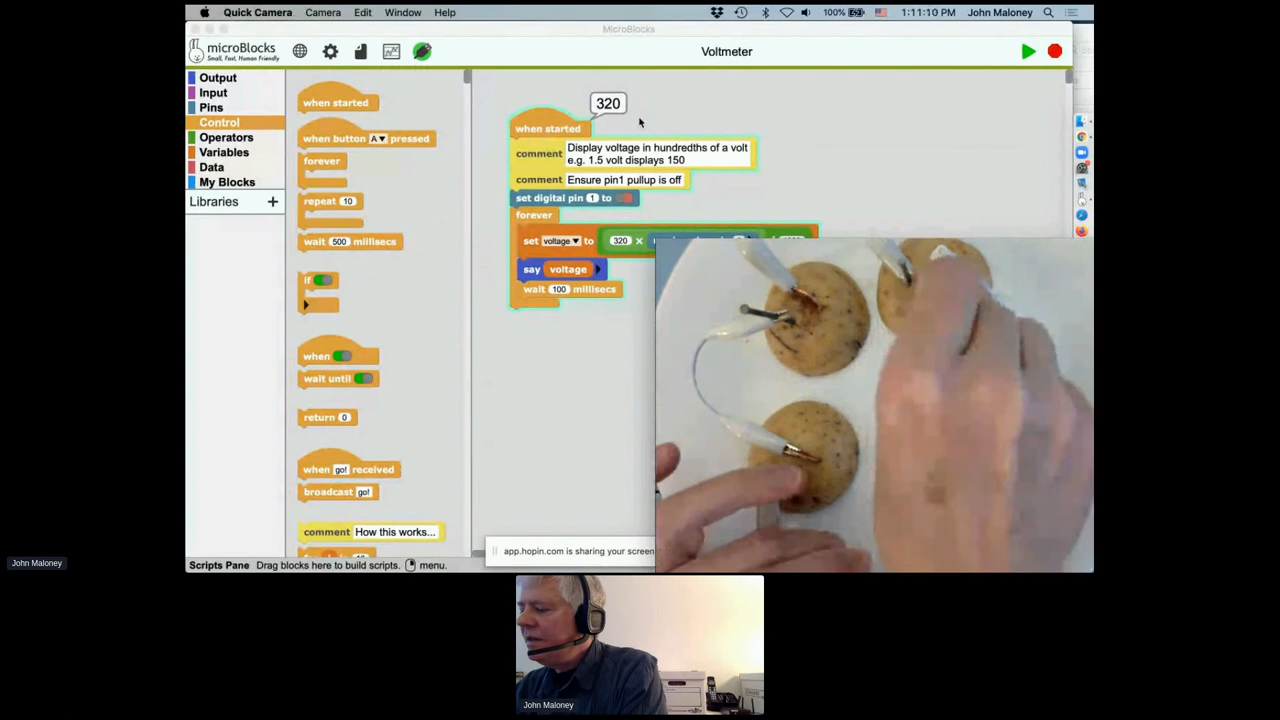 Quick Camera Camera Edit Window Help 100% 1:11:10 PM John Maloney
MicroBlocks
microBlocks
Small, Fast, Human Friendly
Voltmeter
Output
Input
Pins
Control
Operators
Variables
Data
My Blocks
Libraries +
when started
when button A pressed
forever
repeat 10
wait 500 millisecs
if
when
wait until
return 0
when go! received
broadcast go!
comment How this works...
320
when started
comment Display voltage in hundredths of a volt
e.g. 1.5 volt displays 150
comment Ensure pin1 pullup is off
set digital pin 1 to
forever
set voltage to 320 ×
say voltage
wait 100 millisecs
app.hopin.com is sharing your screen
Scripts Pane Drag blocks here to build scripts. menu.
John Maloney
John Maloney